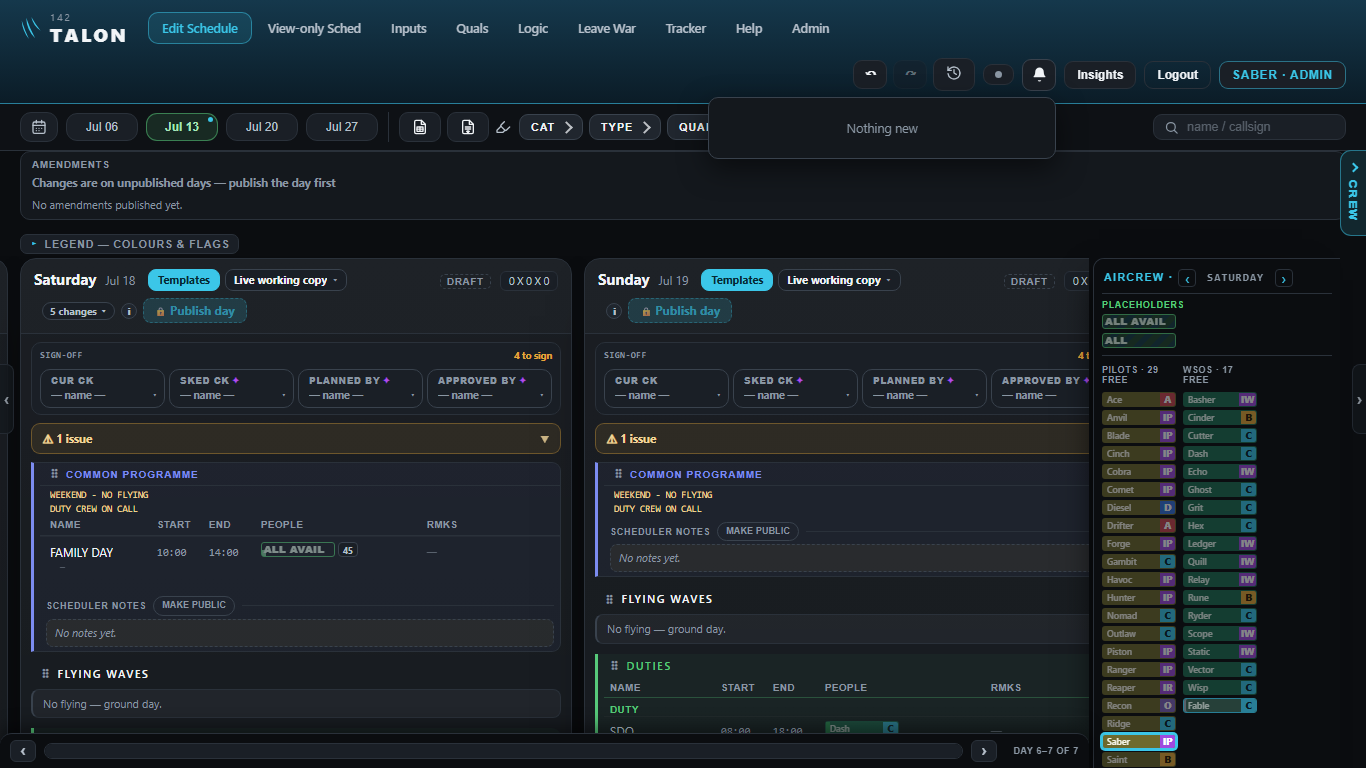 142
TALON
Edit Schedule View-only Sched Inputs Quals Logic Leave War Tracker Help Admin
Insights Logout SABER · ADMIN
Jul 06 Jul 13 Jul 20 Jul 27 CAT TYPE QUAL name / callsign
Nothing new
AMENDMENTS
Changes are on unpublished days — publish the day first
No amendments published yet.
CREW
LEGEND — COLOURS & FLAGS
Saturday Jul 18 Templates Live working copy DRAFT 0X0X0
5 changes i Publish day
SIGN-OFF 4 to sign
CUR CK SKED CK PLANNED BY APPROVED BY
— name — — name — — name — — name —
1 issue
COMMON PROGRAMME
WEEKEND - NO FLYING
DUTY CREW ON CALL
NAME START END PEOPLE RMKS
FAMILY DAY 10:00 14:00 ALL AVAIL 45 —
–
SCHEDULER NOTES MAKE PUBLIC
No notes yet.
FLYING WAVES
No flying — ground day.
Sunday Jul 19 Templates Live working copy DRAFT 0X
i Publish day
SIGN-OFF 4 t
CUR CK SKED CK PLANNED BY APPROVED BY
— name — — name — — name — — name —
1 issue
COMMON PROGRAMME
WEEKEND - NO FLYING
DUTY CREW ON CALL
SCHEDULER NOTES MAKE PUBLIC
No notes yet.
FLYING WAVES
No flying — ground day.
DUTIES
NAME START END PEOPLE RMKS
DUTY
SDO 08:00 18:00 Dash C —
AIRCREW · SATURDAY
PLACEHOLDERS
ALL AVAIL
ALL
PILOTS · 29 FREE
Ace A
Anvil IP
Blade IP
Cinch IP
Cobra IP
Comet IP
Diesel D
Drifter A
Forge IP
Gambit C
Havoc IP
Hunter IP
Nomad C
Outlaw C
Piston IP
Ranger IP
Reaper IR
Recon O
Ridge C
Saber IP
Saint B
WSOS · 17 FREE
Basher IW
Cinder B
Cutter C
Dash C
Echo IW
Ghost C
Grit C
Hex C
Ledger IW
Quill IW
Relay IW
Rune B
Ryder C
Scope IW
Static IW
Vector C
Wisp C
Fable C
DAY 6–7 OF 7